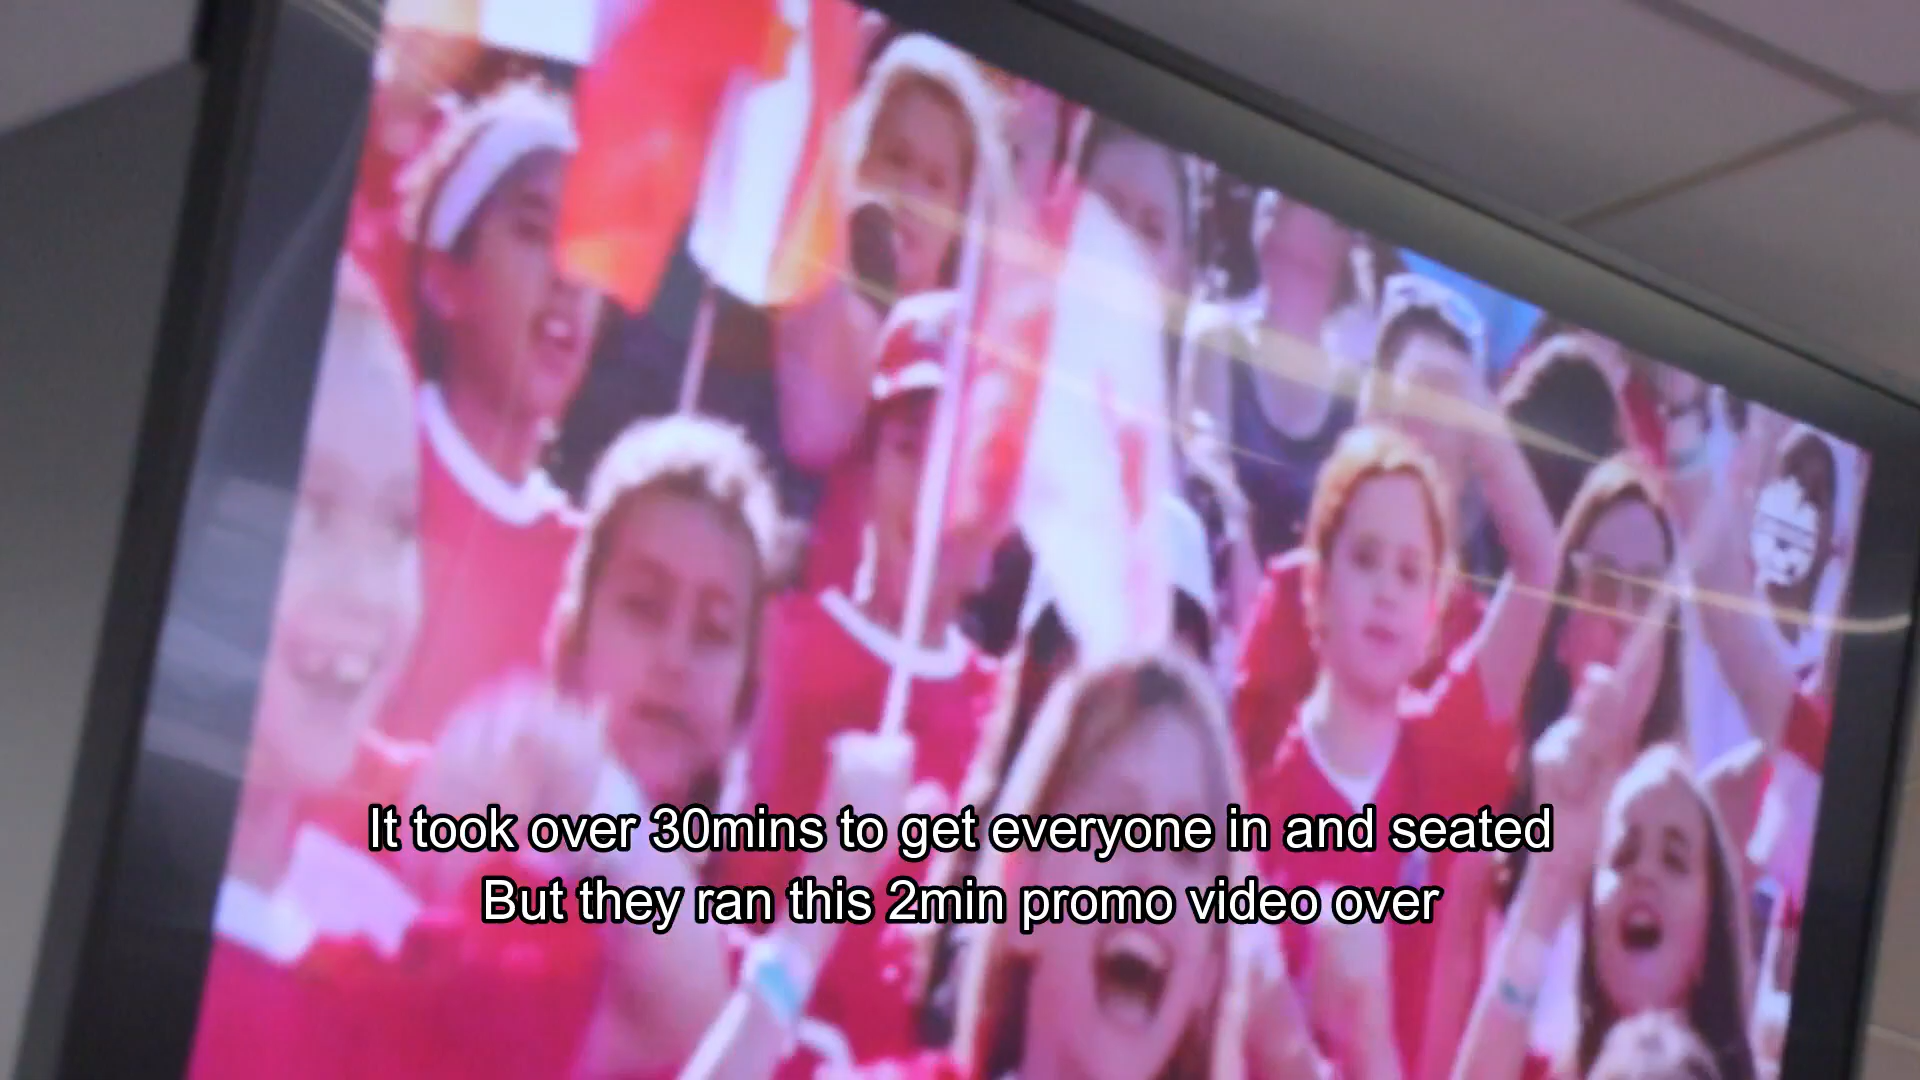 It took over 30mins to get everyone in and seated
But they ran this 2min promo video over